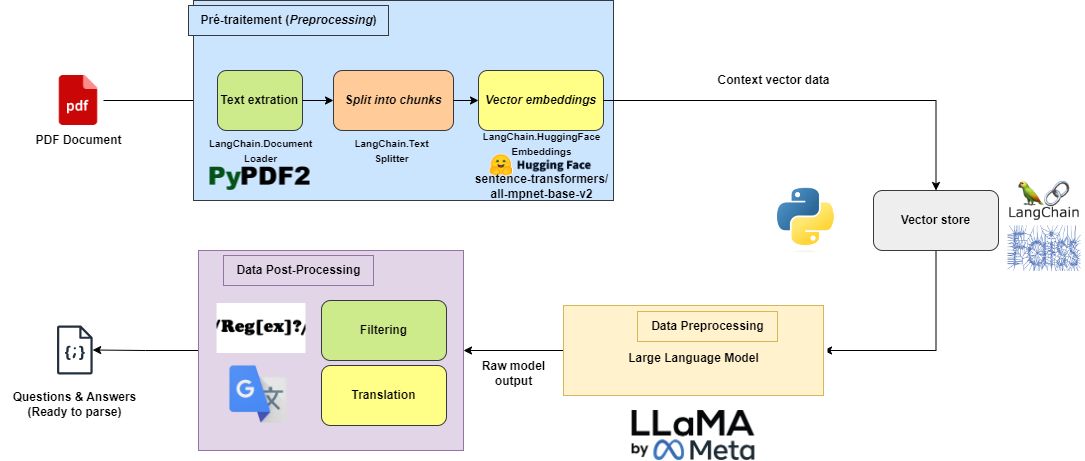 Pré-traitement (Preprocessing)
pdf
PDF Document
Text extration
Split into chunks
Vector embeddings
LangChain.Document
Loader
PyPDF2
LangChain.Text
Splitter
LangChain.HuggingFace
Embeddings
Hugging Face
sentence-transformers/
all-mpnet-base-v2
Context vector data
Vector store
LangChain
Faiss
Data Preprocessing
Large Language Model
LLaMA
by Meta
Raw model
output
Data Post-Processing
/Reg[ex]?/
Filtering
G 文
Translation
{;}
Questions & Answers
(Ready to parse)